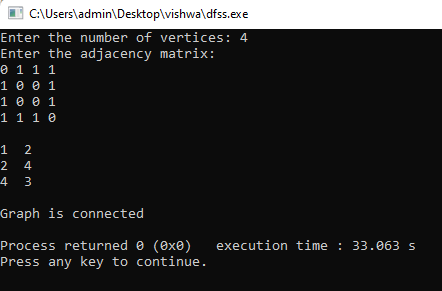 C:\Users\admin\Desktop\vishwa\dfss.exe
Enter the number of vertices: 4
Enter the adjacency matrix:
0 1 1 1
1 0 0 1
1 0 0 1
1 1 1 0
1  2
2  4
4  3
Graph is connected
Process returned 0 (0x0)   execution time : 33.063 s
Press any key to continue.